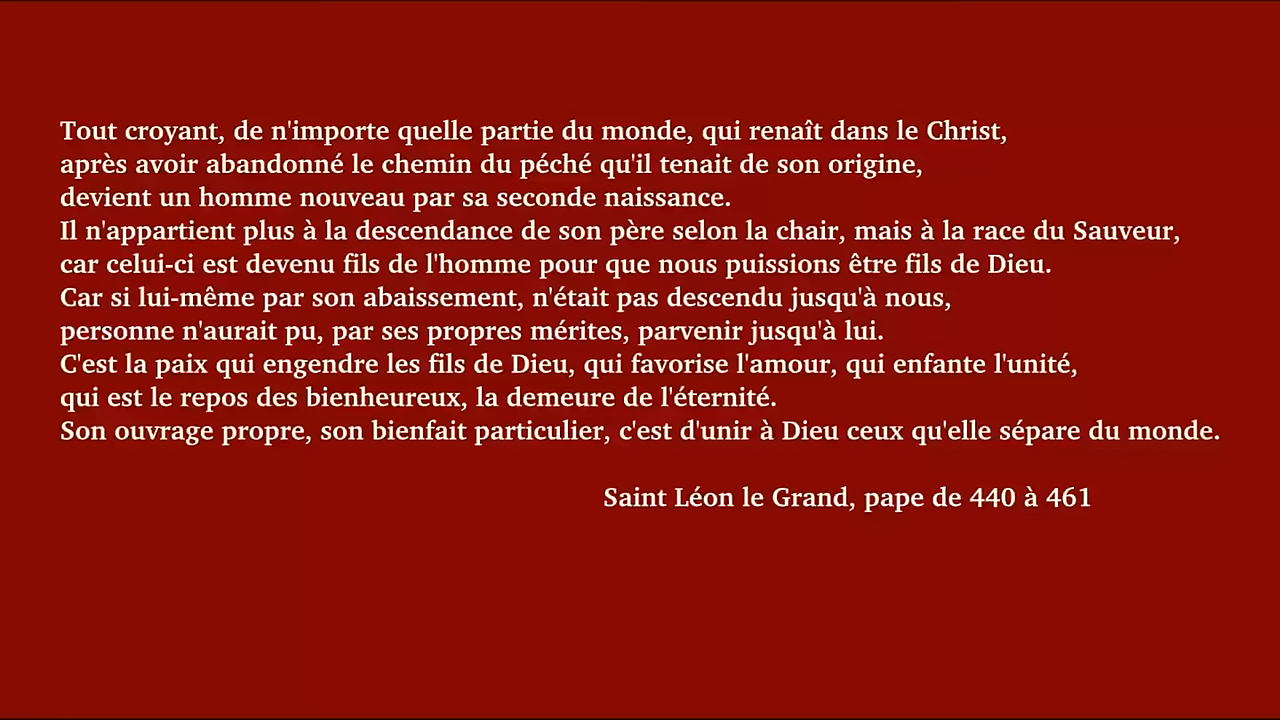 Tout croyant, de n'importe quelle partie du monde, qui renaît dans le Christ,
après avoir abandonné le chemin du péché qu'il tenait de son origine,
devient un homme nouveau par sa seconde naissance.
Il n'appartient plus à la descendance de son père selon la chair, mais à la race du Sauveur,
car celui-ci est devenu fils de l'homme pour que nous puissions être fils de Dieu.
Car si lui-même par son abaissement, n'était pas descendu jusqu'à nous,
personne n'aurait pu, par ses propres mérites, parvenir jusqu'à lui.
C'est la paix qui engendre les fils de Dieu, qui favorise l'amour, qui enfante l'unité,
qui est le repos des bienheureux, la demeure de l'éternité.
Son ouvrage propre, son bienfait particulier, c'est d'unir à Dieu ceux qu'elle sépare du monde.
Saint Léon le Grand, pape de 440 à 461